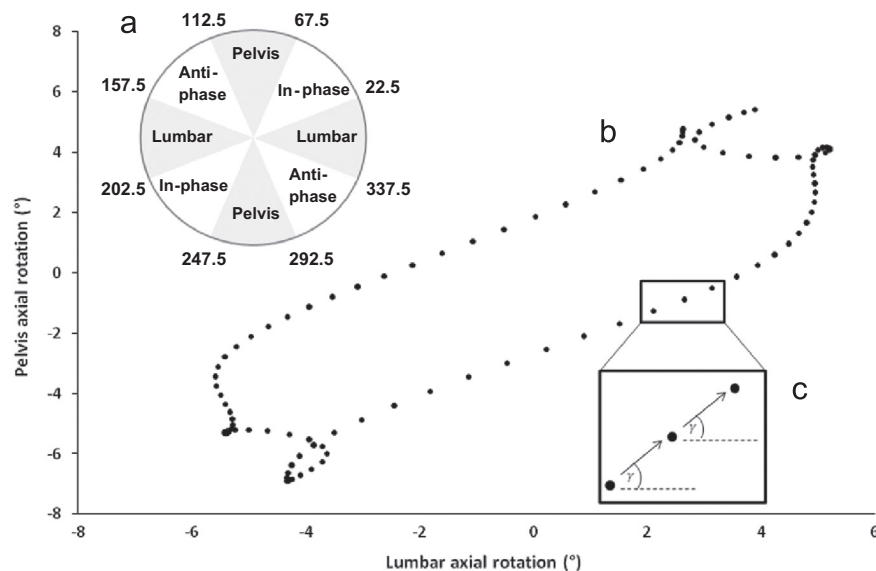 a
112.5
67.5
8
Pelvis
Anti-
phase
In-phase
157.5
22.5
6
Lumbar
Lumbar
b
4
In-phase
Anti-
phase
202.5
337.5
Pelvis
2
247.5
292.5
0
-2
-4
c
γ
γ
-6
-8
Pelvis axial rotation (°)
-8
-6
-4
-2
0
2
4
6
Lumbar axial rotation (°)